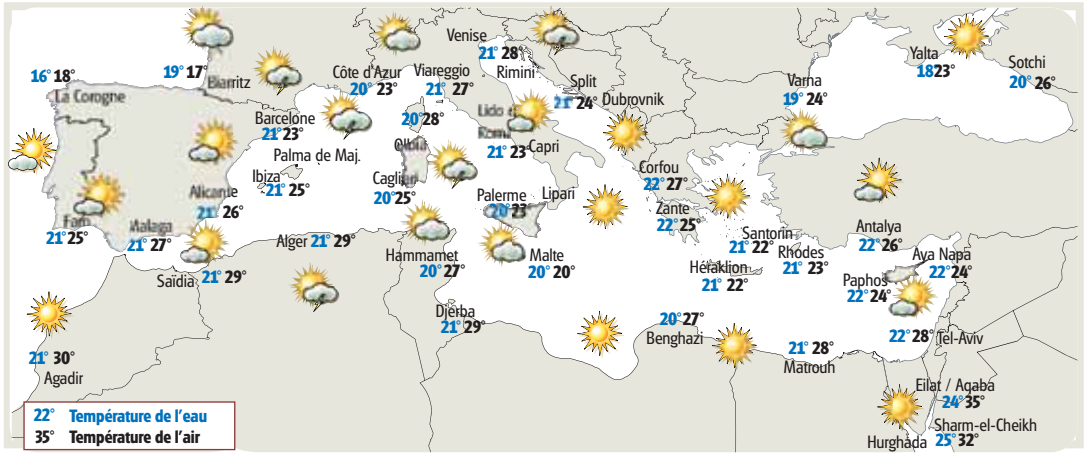 Venise
21° 28°
Rimini
Yalta
18 23°
Sotchi
20° 26°
16° 18°
La Corogne
19° 17°
Biarritz
Côte d'Azur
20° 23°
Viareggio
21° 27°
Split
21° 24°
Dubrovnik
Varna
19° 24°
Barcelone
21° 23°
20° 28°
Olbia
Lido di
Roma
21° 23°
Capri
Palma de Maj.
Ibiza
21° 25°
Cagliari
20° 25°
Corfou
22° 27°
Alicante
21° 26°
Palerme
20° 23°
Lipari
Zante
22° 25°
Faro
21° 25°
Malaga
21° 27°
Alger 21° 29°
Santorin
21° 22°
Rhodes
21° 23°
Antalya
22° 26°
Hammamet
20° 27°
Malte
20° 20°
Héraklion
21° 22°
Aya Napa
22° 24°
Saïdia
21° 29°
Paphos
22° 24°
Djerba
21° 29°
20° 27°
Benghazi
22° 28°
Tel-Aviv
21° 28°
Matrouh
21° 30°
Agadir
Eilat / Aqaba
24° 35°
Sharm-el-Cheikh
Hurghada 25° 32°
22° Température de l'eau
35° Température de l'air